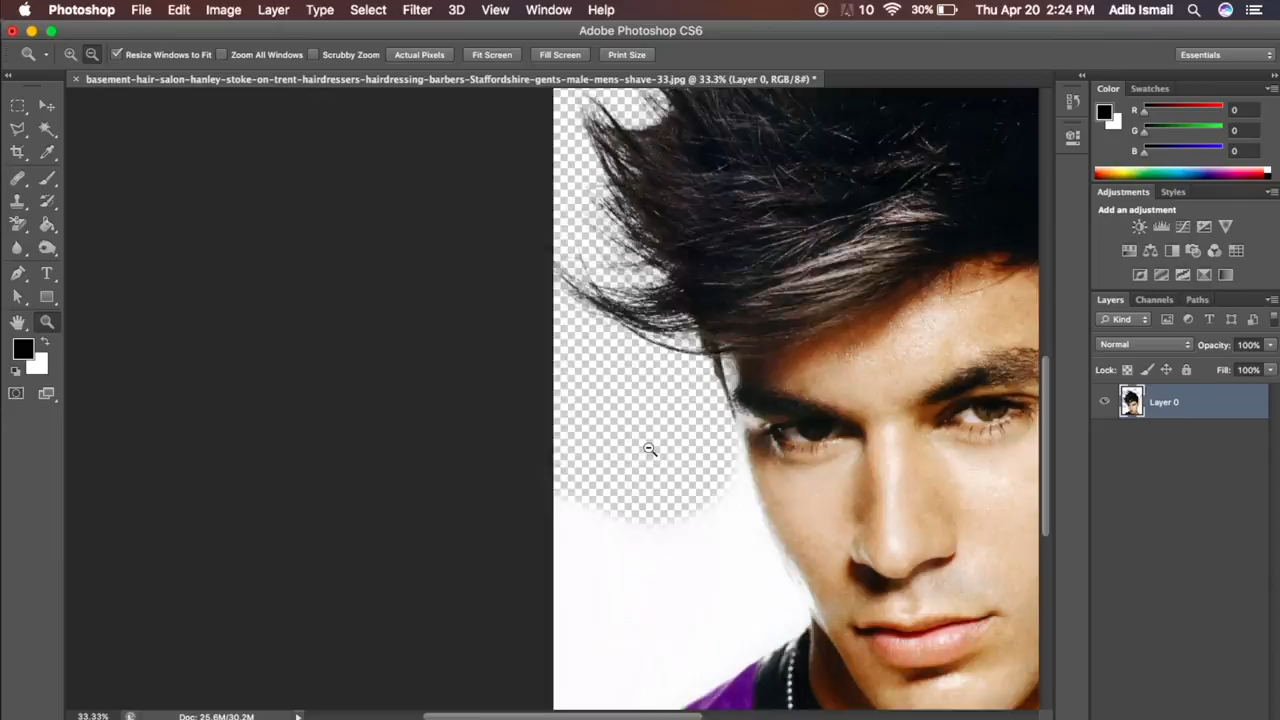 Photoshop File Edit Image Layer Type Select Filter 3D View Window Help 10 30% Thu Apr 20 2:24 PM Adib Ismail
Adobe Photoshop CS6
Resize Windows to Fit Zoom All Windows Scrubby Zoom Actual Pixels Fit Screen Fill Screen Print Size Essentials
basement-hair-salon-hanley-stoke-on-trent-hairdressers-hairdressing-barbers-Staffordshire-gents-male-mens-shave-33.jpg @ 33.3% (Layer 0, RGB/8#) *
Color Swatches
R 0
G 0
B 0
Adjustments Styles
Add an adjustment
Layers Channels Paths
Kind
Normal Opacity: 100%
Lock: Fill: 100%
Layer 0
33.33% Doc: 25.6M/30.2M